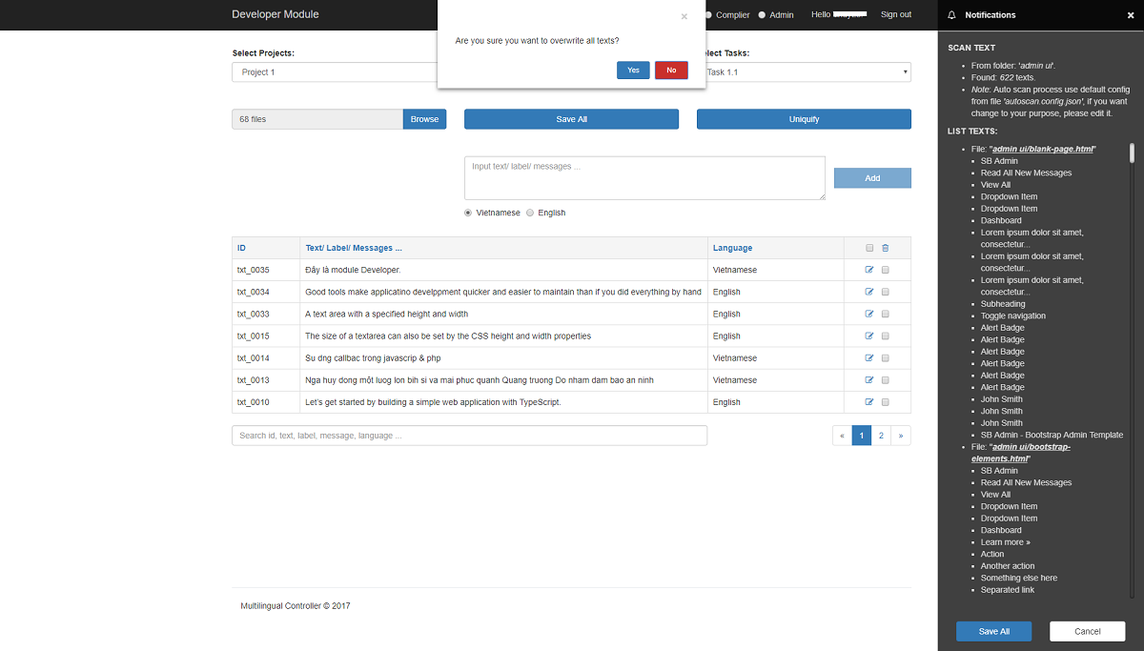 Developer Module
Complier
Admin
Hello
Sign out
×
Are you sure you want to overwrite all texts?
Yes
No
Select Projects:
Project 1
lect Tasks:
Task 1.1
68 files
Browse
Save All
Uniquify
Input text/ label/ messages ...
Add
Vietnamese
English
ID
Text/ Label/ Messages ...
Language
txt_0035
Đây là module Developer.
Vietnamese
txt_0034
Good tools make applicatino develppment quicker and easier to maintain than if you did everything by hand
English
txt_0033
A text area with a specified height and width
English
txt_0015
The size of a textarea can also be set by the CSS height and width properties
English
txt_0014
Su dng callbac trong javascrip & php
Vietnamese
txt_0013
Nga huy dong một luog lon bih si va mai phuc quanh Quang truong Do nham dam bao an ninh
Vietnamese
txt_0010
Let's get started by building a simple web application with TypeScript.
English
Search id, text, label, message, language ...
«
1
2
»
Multilingual Controller © 2017
Notifications
×
SCAN TEXT
From folder: 'admin ui'.
Found: 622 texts.
Note: Auto scan process use default config
from file 'autoscan.config.json', if you want
change to your purpose, please edit it.
LIST TEXTS:
File: "admin ui/blank-page.html"
SB Admin
Read All New Messages
View All
Dropdown Item
Dropdown Item
Dashboard
Lorem ipsum dolor sit amet,
consectetur...
Lorem ipsum dolor sit amet,
consectetur...
Lorem ipsum dolor sit amet,
consectetur...
Subheading
Toggle navigation
Alert Badge
Alert Badge
Alert Badge
Alert Badge
Alert Badge
Alert Badge
John Smith
John Smith
John Smith
SB Admin - Bootstrap Admin Template
File: "admin ui/bootstrap-
elements.html"
SB Admin
Read All New Messages
View All
Dropdown Item
Dropdown Item
Dashboard
Learn more »
Action
Another action
Something else here
Separated link
Save All
Cancel